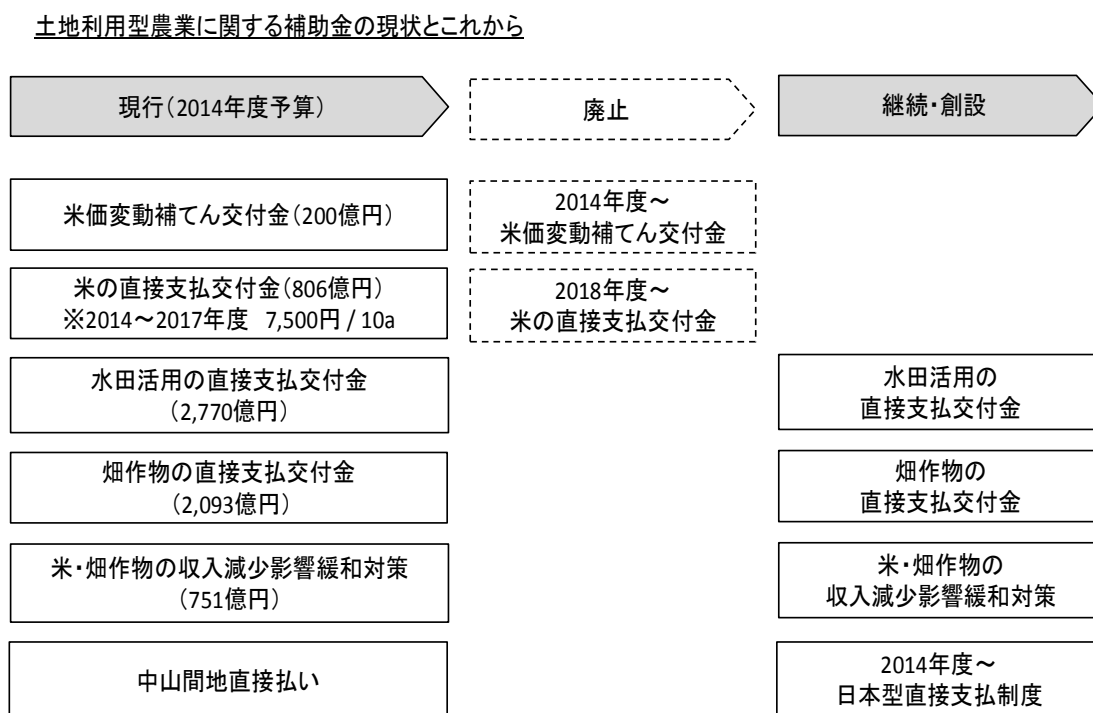 土地利用型農業に関する補助金の現状とこれから
現行(2014年度予算)
廃止
継続・創設
米価変動補てん交付金(200億円)
2014年度～
米価変動補てん交付金
米の直接支払交付金(806億円)
※2014～2017年度 7,500円 / 10a
2018年度～
米の直接支払交付金
水田活用の直接支払交付金
(2,770億円)
水田活用の
直接支払交付金
畑作物の直接支払交付金
(2,093億円)
畑作物の
直接支払交付金
米・畑作物の収入減少影響緩和対策
(751億円)
米・畑作物の
収入減少影響緩和対策
中山間地直接払い
2014年度～
日本型直接支払制度